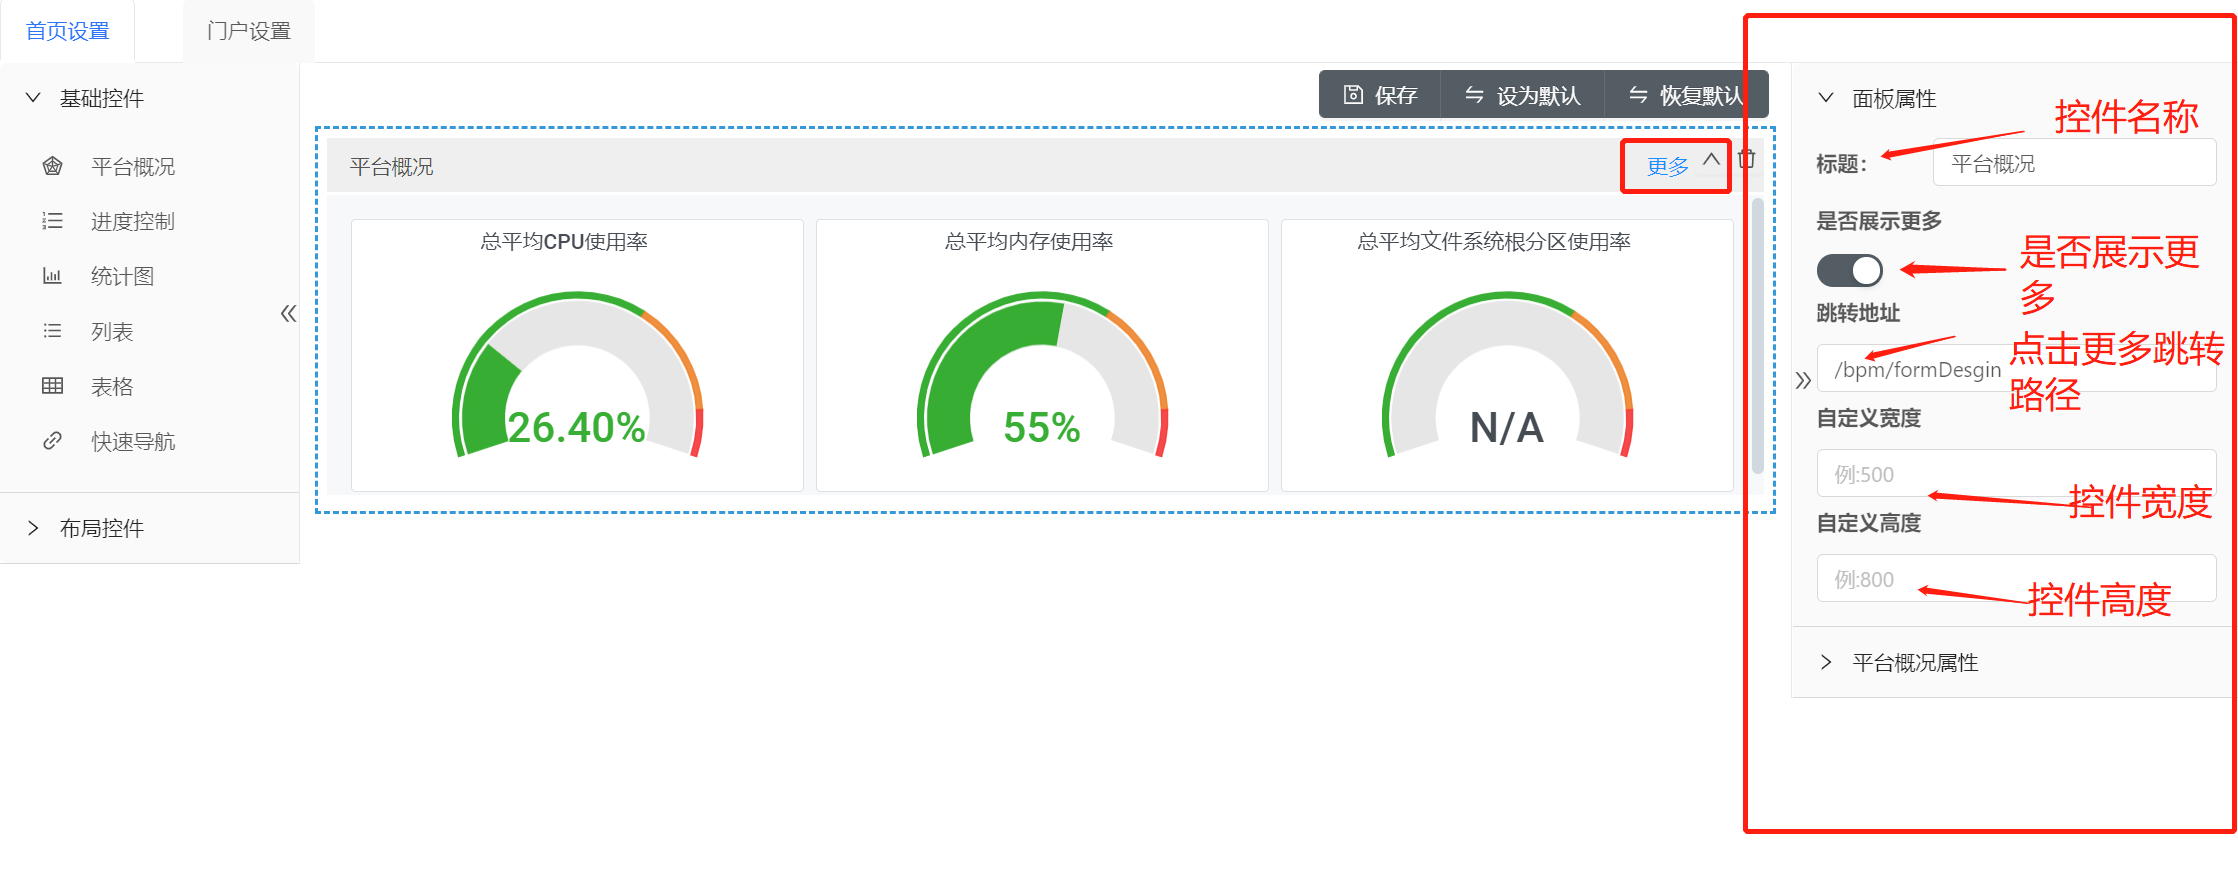 首页设置
门户设置
基础控件
平台概况
进度控制
统计图
列表
表格
快速导航
布局控件
保存
设为默认
恢复默认
平台概况
更多
总平均CPU使用率
26.40%
总平均内存使用率
55%
总平均文件系统根分区使用率
N/A
面板属性
控件名称
标题：
平台概况
是否展示更多
是否展示更
多
跳转地址
点击更多跳转
路径
/bpm/formDesgin
自定义宽度
例:500
控件宽度
自定义高度
例:800
控件高度
平台概况属性